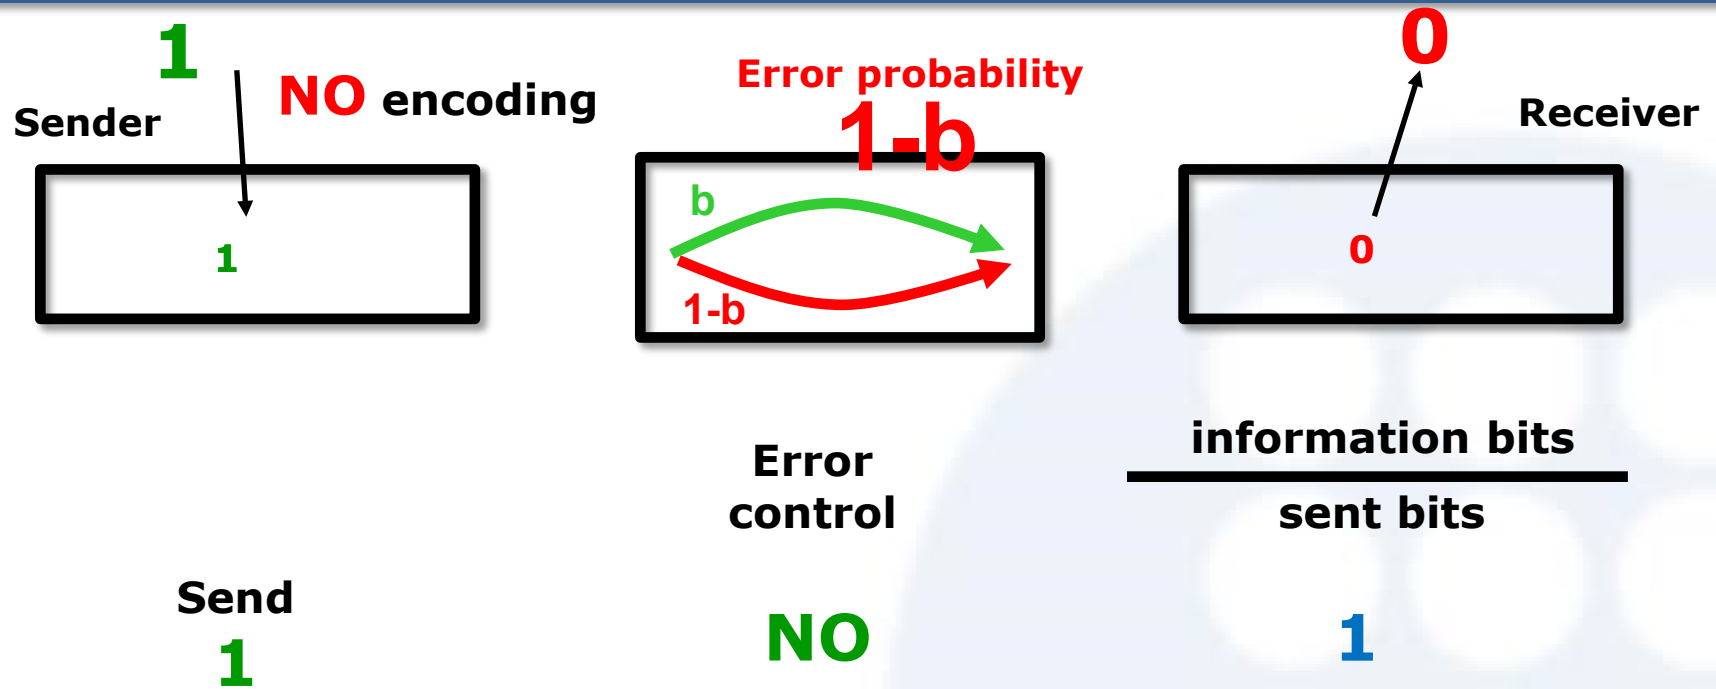 1
0
NO encoding
Error probability
1-b
Sender
Receiver
1
b
1-b
0
Error
control
information bits
sent bits
Send
1
NO
1